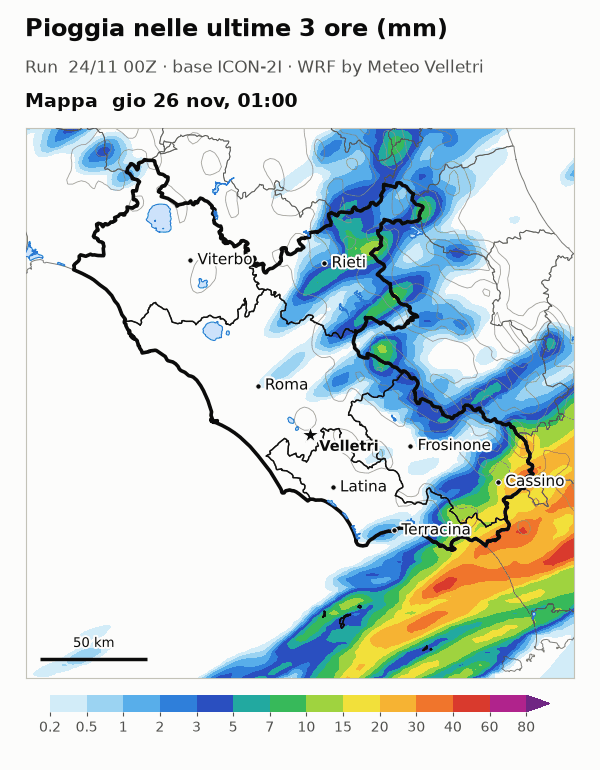 Pioggia nelle ultime 3 ore (mm)
Run  24/11 00Z · base ICON-2I · WRF by Meteo Velletri
Mappa  gio 26 nov, 01:00
Viterbo
Rieti
Roma
Velletri
Frosinone
Latina
Cassino
Terracina
50 km
0.2 0.5 1 2 3 5 7 10 15 20 30 40 60 80